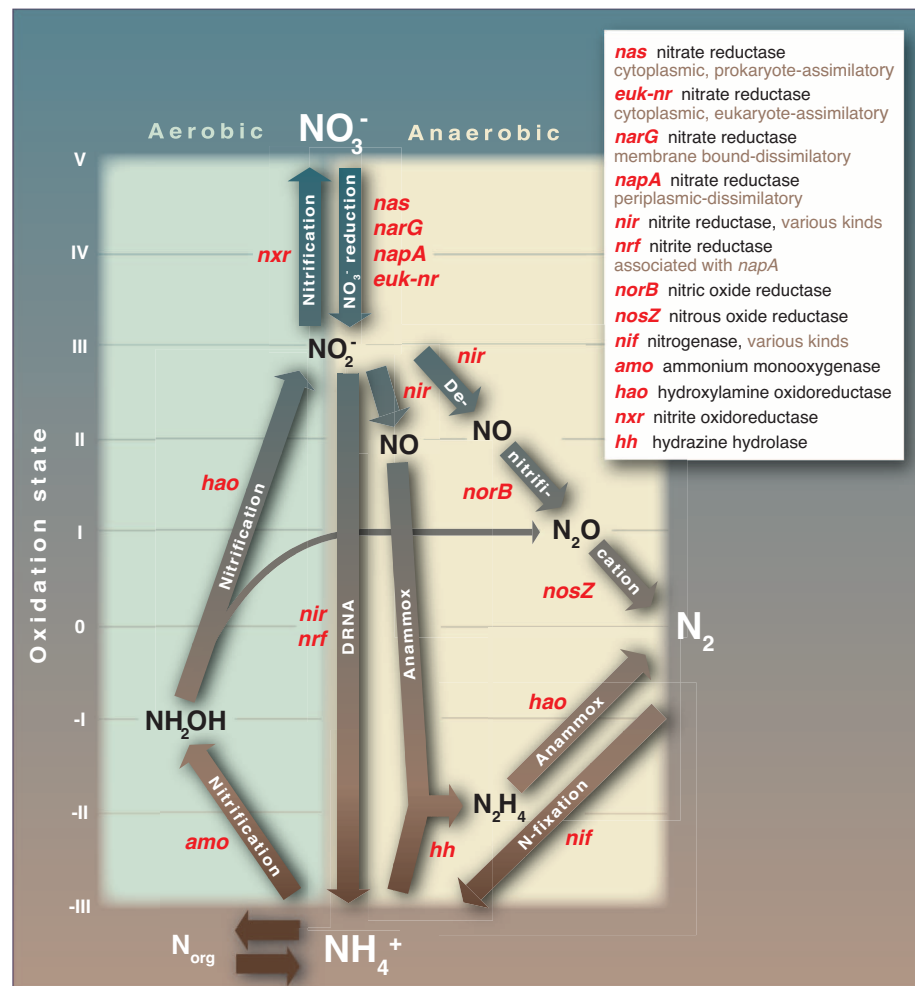 nas nitrate reductase
cytoplasmic, prokaryote-assimilatory
euk-nr nitrate reductase
cytoplasmic, eukaryote-assimilatory
narG nitrate reductase
membrane bound-dissimilatory
napA nitrate reductase
periplasmic-dissimilatory
nir nitrite reductase, various kinds
nrf nitrite reductase
associated with napA
norB nitric oxide reductase
nosZ nitrous oxide reductase
nif nitrogenase, various kinds
amo ammonium monooxygenase
hao hydroxylamine oxidoreductase
nxr nitrite oxidoreductase
hh hydrazine hydrolase
Aerobic
NO₃⁻
Anaerobic
Oxidation state
V
IV
III
II
I
0
-I
-II
-III
nxr
Nitrification
NO₃⁻ reduction
nas
narG
napA
euk-nr
NO₂⁻
nir
nir
De-
NO
NO
nitrifi-
norB
hao
Nitrification
N₂O
cation
nosZ
nir
nrf
DRNA
Anammox
N₂
NH₂OH
hao
Anammox
N₂H₄
N-fixation
nif
Nitrification
amo
hh
N org
NH₄⁺